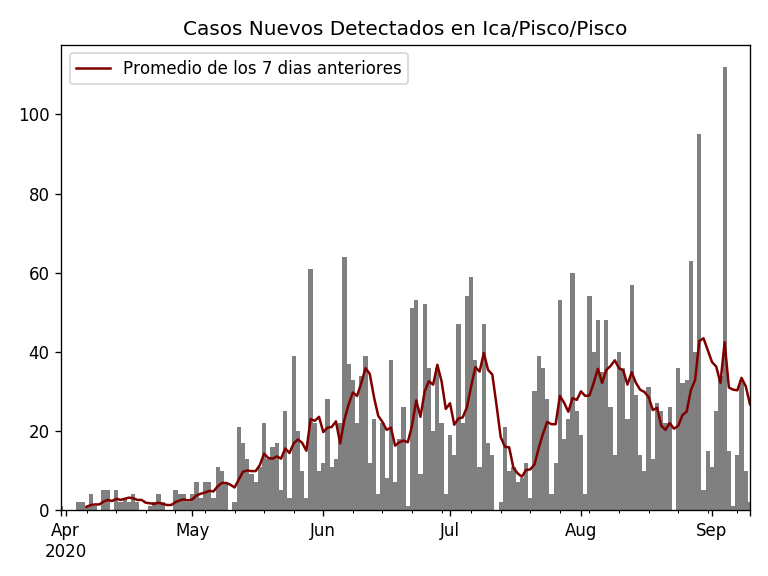 Casos Nuevos Detectados en Ica/Pisco/Pisco
Promedio de los 7 dias anteriores
100
80
60
40
20
0
Apr May Jun Jul Aug Sep
2020